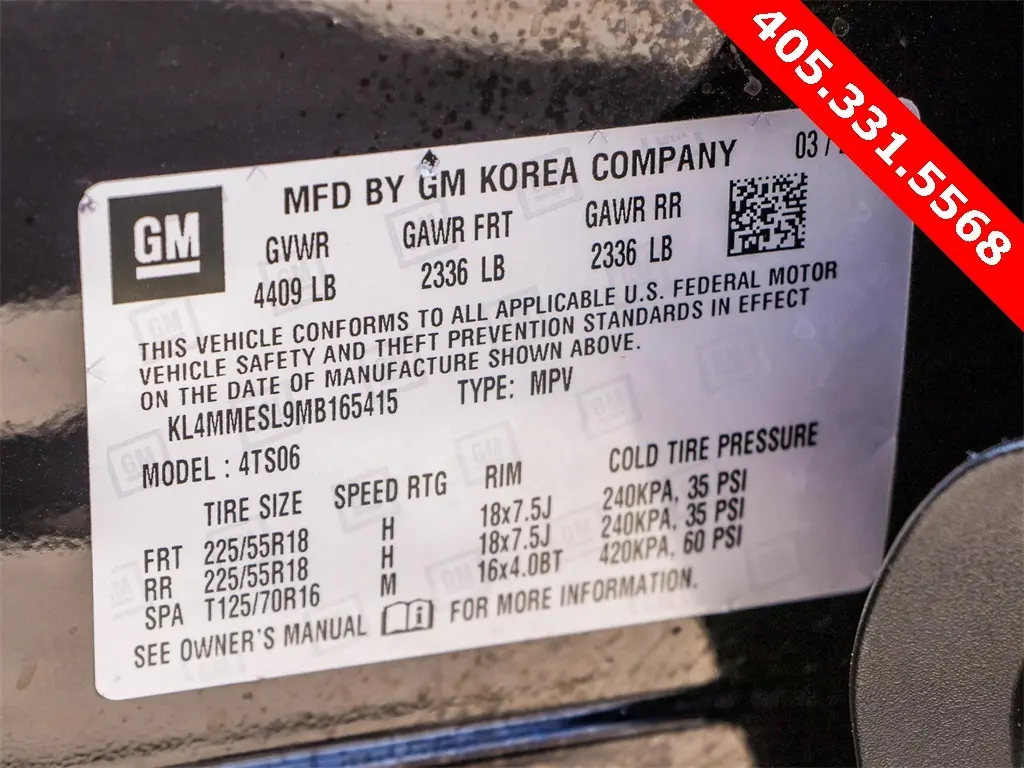 405.331.5568
GM
MFD BY GM KOREA COMPANY 03 /
GVWR GAWR FRT GAWR RR
4409 LB 2336 LB 2336 LB
THIS VEHICLE CONFORMS TO ALL APPLICABLE U.S. FEDERAL MOTOR
VEHICLE SAFETY AND THEFT PREVENTION STANDARDS IN EFFECT
ON THE DATE OF MANUFACTURE SHOWN ABOVE.
KL4MMESL9MB165415 TYPE: MPV
MODEL : 4TS06
TIRE SIZE SPEED RTG RIM COLD TIRE PRESSURE
FRT 225/55R18 H 18x7.5J 240KPA, 35 PSI
RR 225/55R18 H 18x7.5J 240KPA, 35 PSI
SPA T125/70R16 M 16x4.0BT 420KPA, 60 PSI
SEE OWNER'S MANUAL FOR MORE INFORMATION.